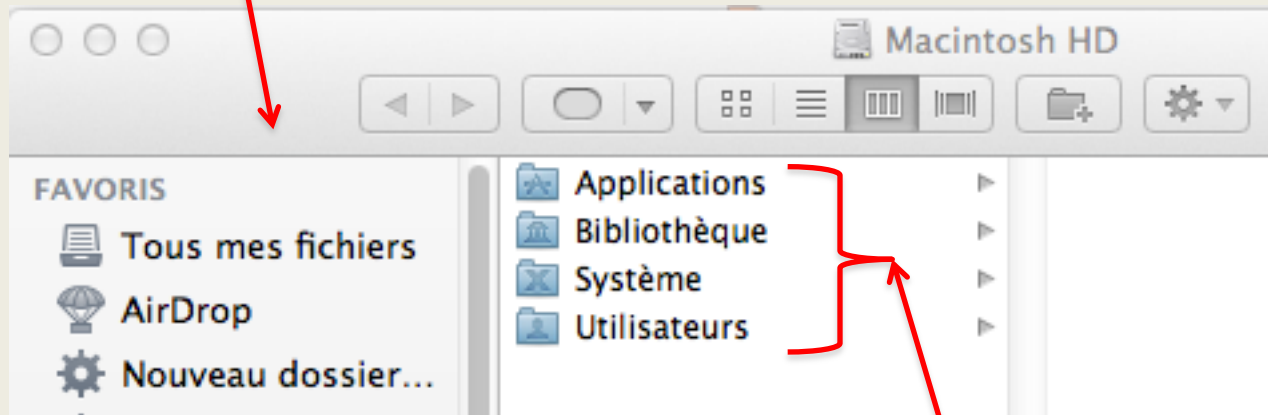 Macintosh HD
FAVORIS
Tous mes fichiers
AirDrop
Nouveau dossier...
Applications
Bibliothèque
Système
Utilisateurs